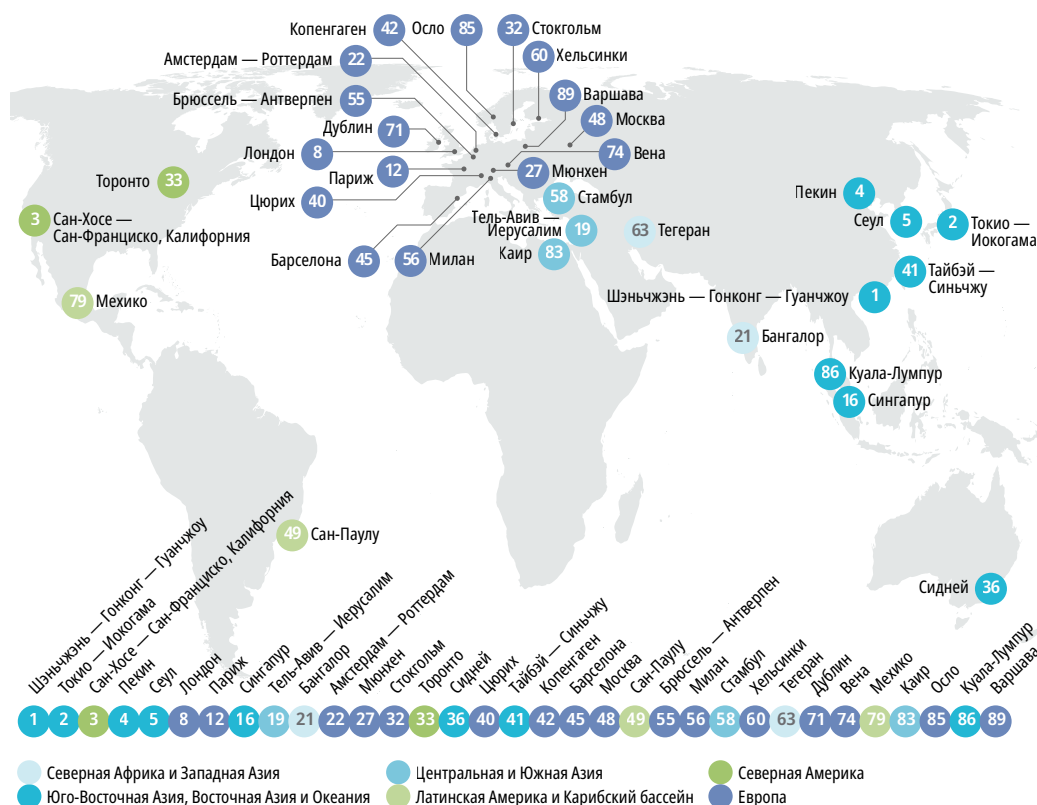 Копенгаген 42
Осло 85
32 Стокгольм
60 Хельсинки
Амстердам — Роттердам 22
Брюссель — Антверпен 55
89 Варшава
48 Москва
Дублин 71
Лондон 8
74 Вена
Париж 12
27 Мюнхен
Цюрих 40
58 Стамбул
Торонто 33
3 Сан-Хосе —
Сан-Франциско, Калифорния
Тель-Авив —
Иерусалим 19
63 Тегеран
Каир 83
Барселона 45
56 Милан
79 Мехико
Пекин 4
Сеул 5
2 Токио —
Иокогама
41 Тайбэй —
Синьчжу
Шэньчжэнь — Гонконг — Гуанчжоу 1
21 Бангалор
86 Куала-Лумпур
16 Сингапур
49 Сан-Паулу
Сидней 36
Шэньчжэнь — Гонконг — Гуанчжоу
Токио — Иокогама
Сан-Хосе — Сан-Франциско, Калифорния
Пекин
Сеул
Лондон
Париж
Сингапур
Тель-Авив — Иерусалим
Бангалор
Амстердам — Роттердам
Мюнхен
Стокгольм
Торонто
Сидней
Цюрих
Тайбэй — Синьчжу
Копенгаген
Барселона
Москва
Сан-Паулу
Брюссель — Антверпен
Милан
Стамбул
Хельсинки
Тегеран
Дублин
Вена
Мехико
Каир
Осло
Куала-Лумпур
Варшава
1 2 3 4 5 8 12 16 19 21 22 27 32 33 36 40 41 42 45 48 49 55 56 58 60 63 71 74 79 83 85 86 89
Северная Африка и Западная Азия
Центральная и Южная Азия
Северная Америка
Юго-Восточная Азия, Восточная Азия и Океания
Латинская Америка и Карибский бассейн
Европа